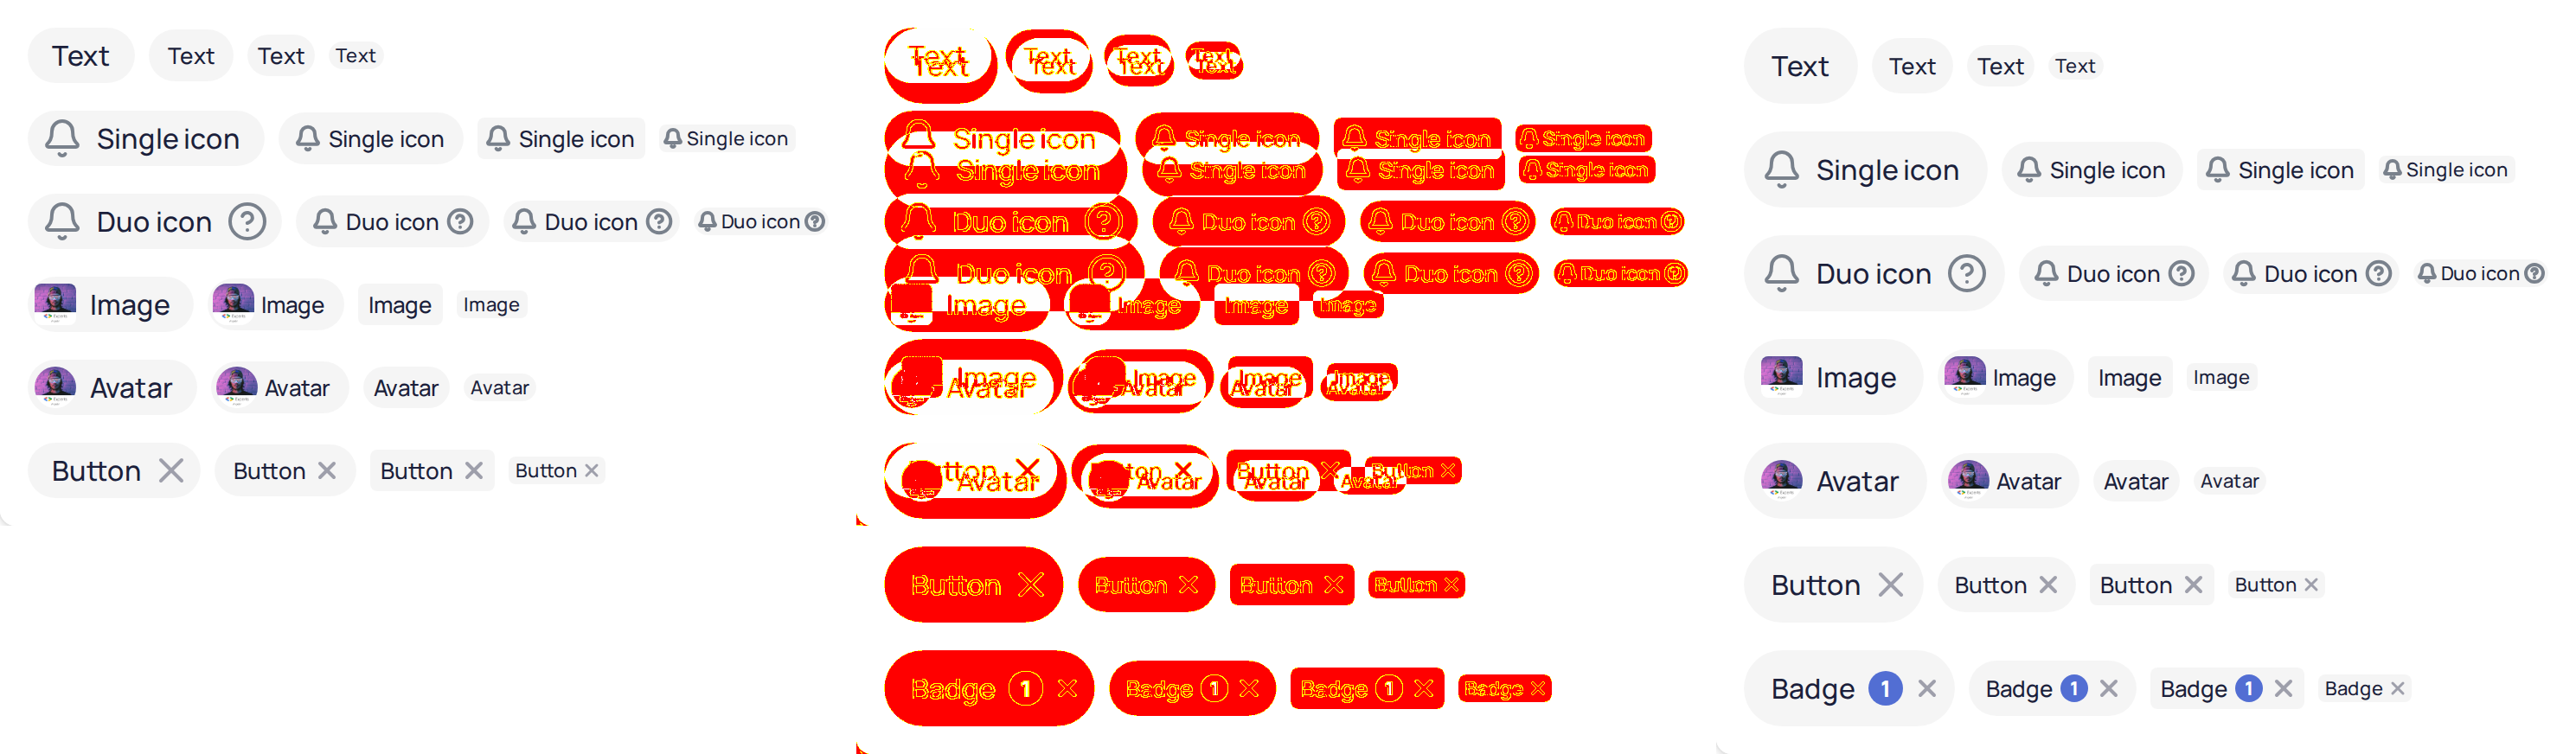 Text Text Text Text
Single icon Single icon Single icon Single icon
Duo icon Duo icon Duo icon Duo icon
Image Image Image Image
Avatar Avatar Avatar Avatar
Button Button Button Button
Text Text Text Text
Text Text Text Text
Single icon Single icon Single icon Single icon
Single icon Single icon Single icon Single icon
Duo icon Duo icon Duo icon Duo icon
Duo icon Duo icon Duo icon Duo icon
Image Image Image Image
Image Image Image Image
Avatar Avatar Avatar Avatar
Button Button Button Button
Avatar Avatar Avatar Avatar
Button Button Button Button
Badge 1 Badge 1 Badge 1 Badge
Text Text Text Text
Single icon Single icon Single icon Single icon
Duo icon Duo icon Duo icon Duo icon
Image Image Image Image
Avatar Avatar Avatar Avatar
Button Button Button Button
Badge 1 Badge 1 Badge 1 Badge